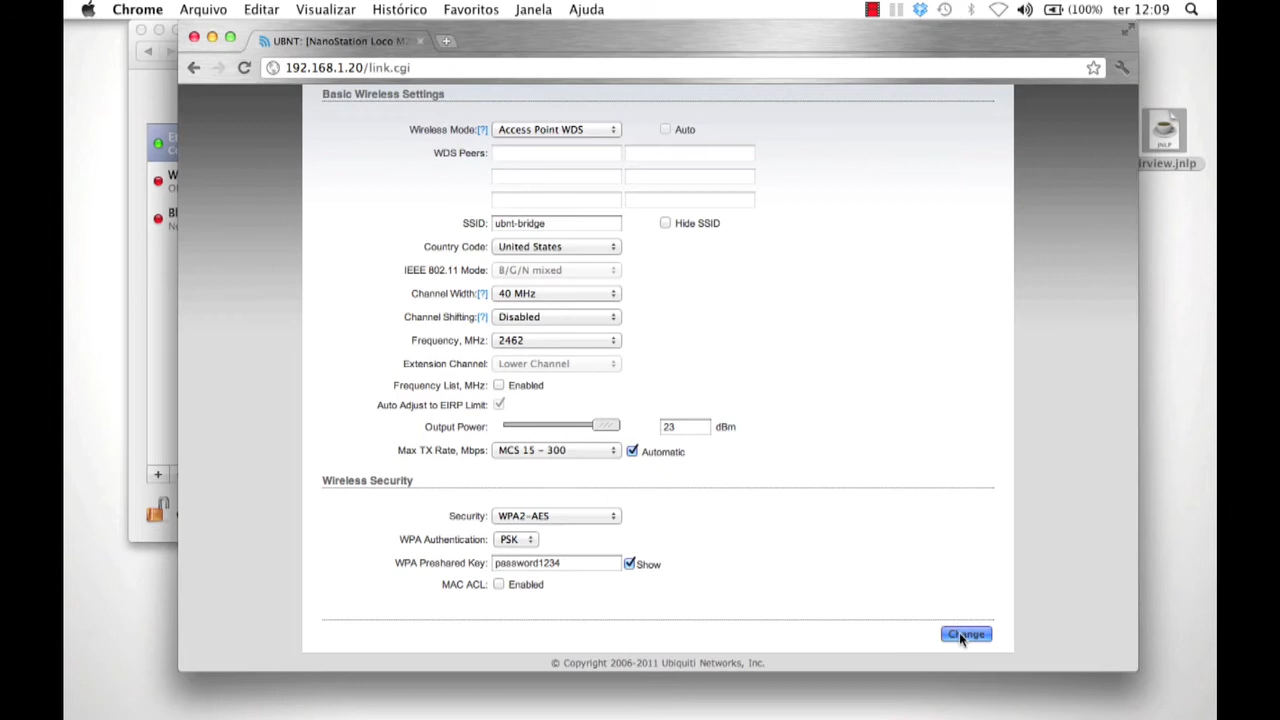 Chrome Arquivo Editar Visualizar Histórico Favoritos Janela Ajuda (100%) ter 12:09
UBNT: [NanoStation Loco
192.168.1.20/link.cgi
Basic Wireless Settings
Wireless Mode:[?] Access Point WDS Auto
WDS Peers:
SSID: ubnt-bridge Hide SSID
Country Code: United States
IEEE 802.11 Mode: B/G/N mixed
Channel Width:[?] 40 MHz
Channel Shifting:[?] Disabled
Frequency, MHz: 2462
Extension Channel: Lower Channel
Frequency List, MHz: Enabled
Auto Adjust to EIRP Limit:
Output Power: 23 dBm
Max TX Rate, Mbps: MCS 15 - 300 Automatic
Wireless Security
Security: WPA2-AES
WPA Authentication: PSK
WPA Preshared Key: password1234 Show
MAC ACL: Enabled
Change
© Copyright 2006-2011 Ubiquiti Networks, Inc.
JNLP
irview.jnlp